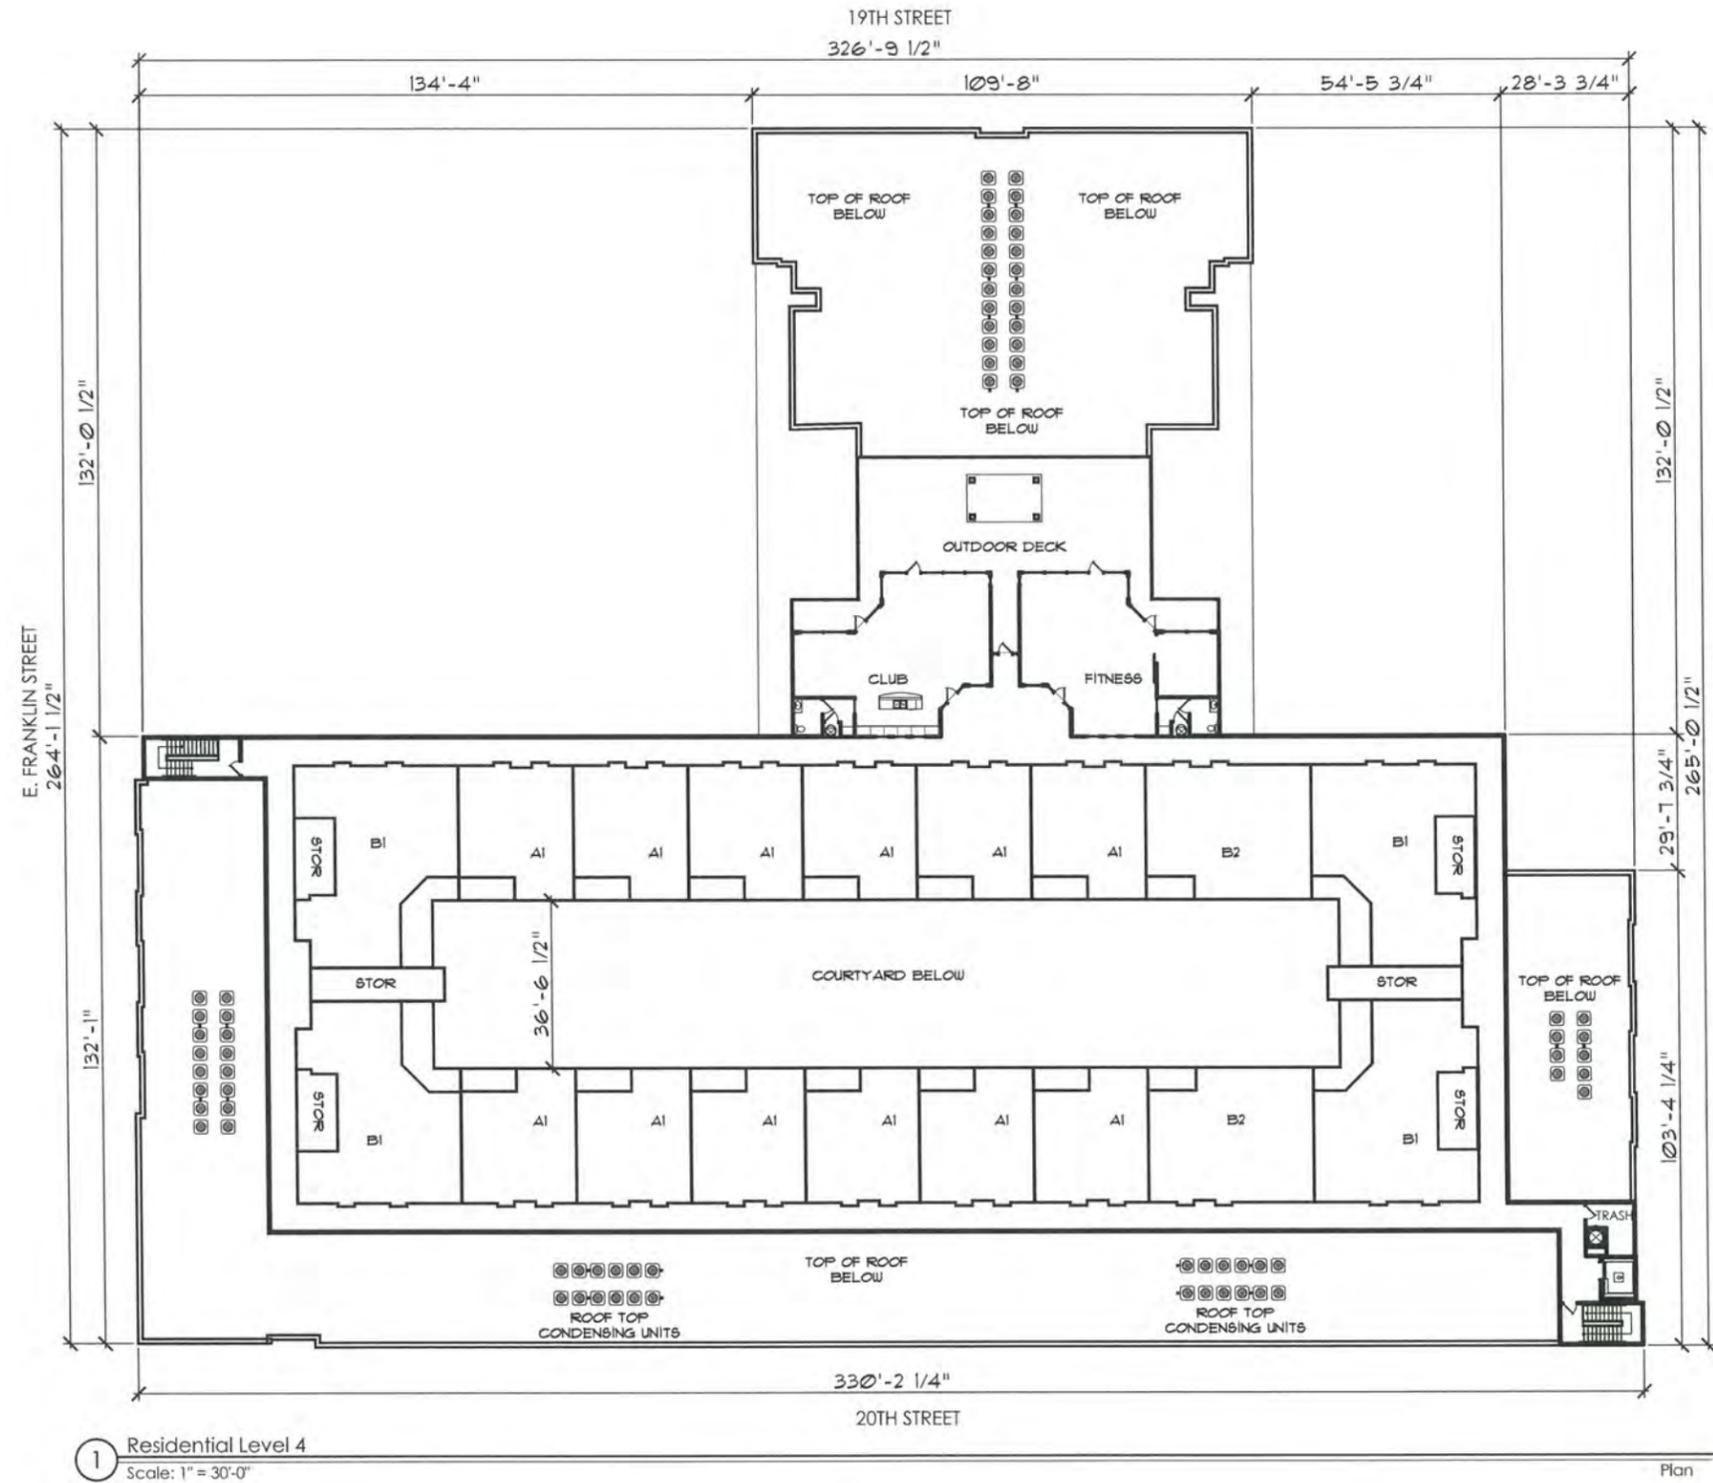 19TH STREET
326'-9 1/2"
134'-4"
109'-8"
54'-5 3/4"
28'-3 3/4"
TOP OF ROOF
BELOW
TOP OF ROOF
BELOW
TOP OF ROOF
BELOW
132'-0 1/2"
132'-0 1/2"
OUTDOOR DECK
CLUB
FITNESS
E. FRANKLIN STREET
264'-1 1/2"
265'-0 1/2"
29'-7 3/4"
STOR
B1
A1
A1
A1
A1
A1
A1
B2
B1
STOR
36'-6 1/2"
COURTYARD BELOW
STOR
STOR
TOP OF ROOF
BELOW
132'-1"
103'-4 1/4"
STOR
B1
A1
A1
A1
A1
A1
A1
B2
B1
STOR
TRASH
TOP OF ROOF
BELOW
ROOF TOP
CONDENSING UNITS
ROOF TOP
CONDENSING UNITS
330'-2 1/4"
20TH STREET
1
Residential Level 4
Scale: 1" = 30'-0"
Plan